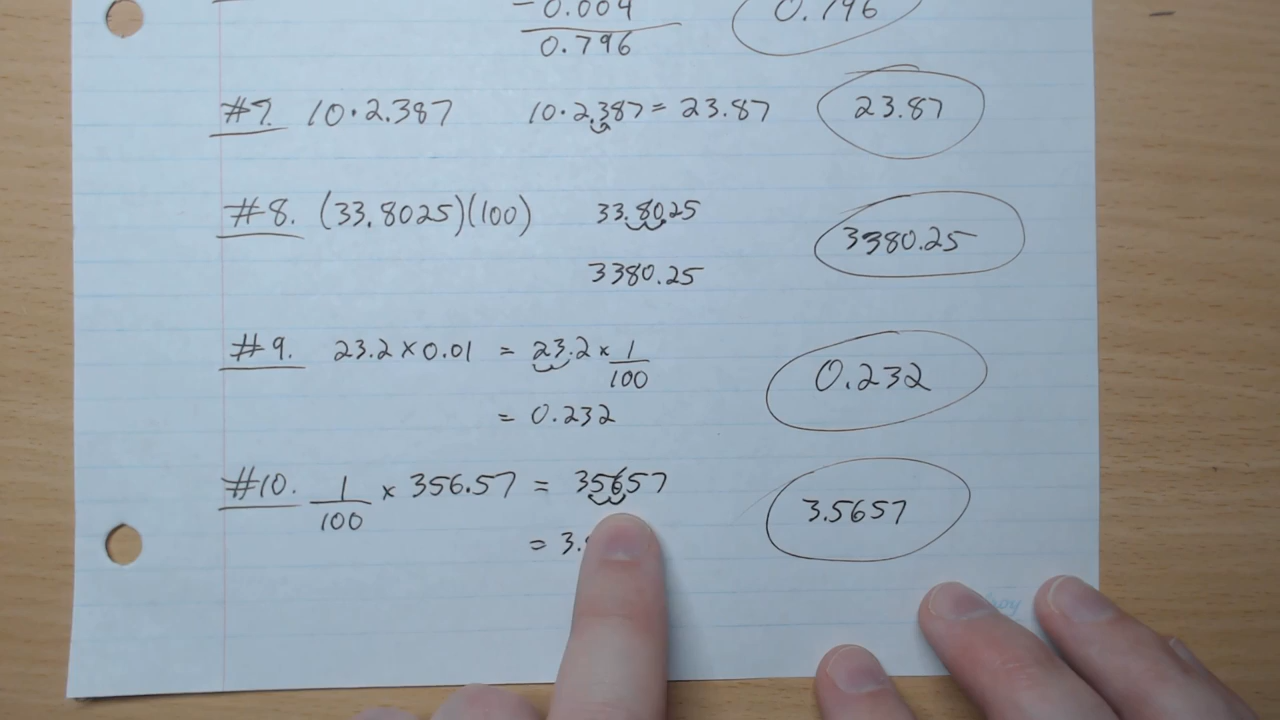 - 0.004
0.796
0.796
#7. 10·2.387 10·2.387 = 23.87 23.87
#8. (33.8025)(100) 33.8025
3380.25
3380.25
#9. 23.2 × 0.01 = 23.2 × 1/100
0.232
= 0.232
#10. 1/100 × 356.57 = 35657
3.5657
= 3.